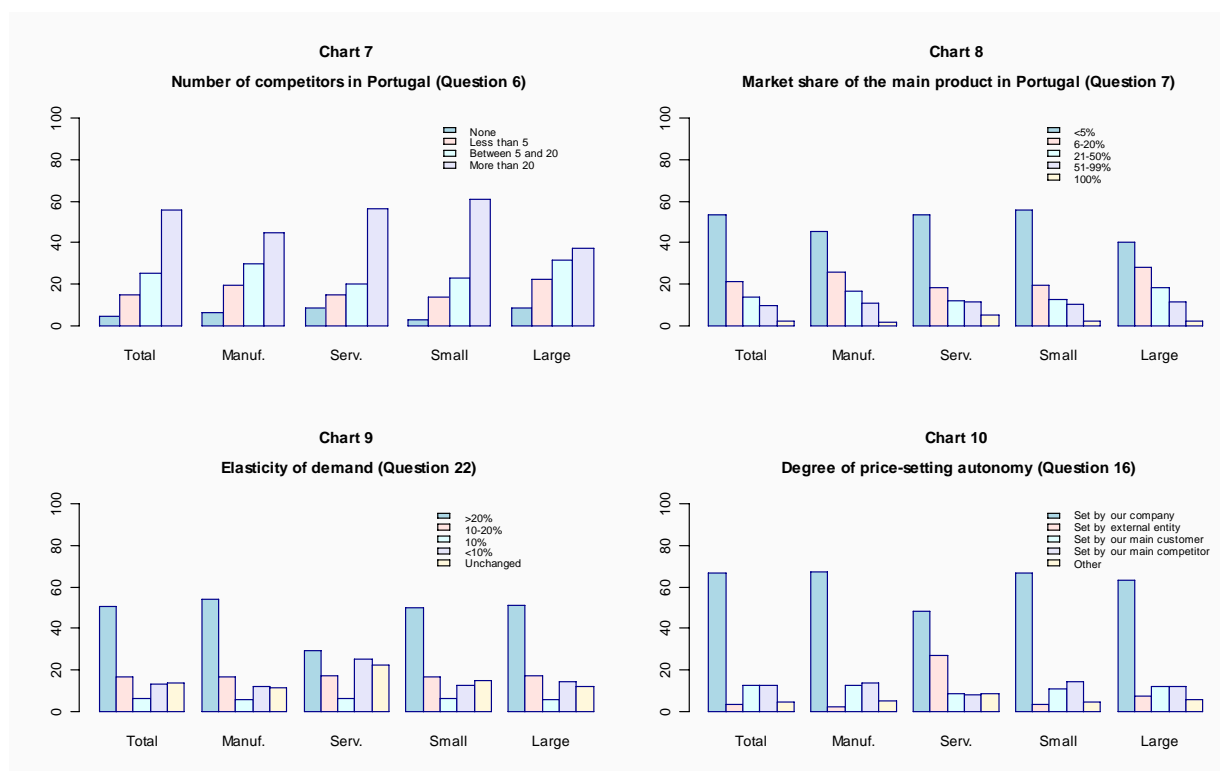 Chart 7
Number of competitors in Portugal (Question 6)
100
80
60
40
20
0
None
Less than 5
Between 5 and 20
More than 20
Total Manuf. Serv. Small Large
Chart 8
Market share of the main product in Portugal (Question 7)
100
80
60
40
20
0
<5%
6-20%
21-50%
51-99%
100%
Total Manuf. Serv. Small Large
Chart 9
Elasticity of demand (Question 22)
100
80
60
40
20
0
>20%
10-20%
10%
<10%
Unchanged
Total Manuf. Serv. Small Large
Chart 10
Degree of price-setting autonomy (Question 16)
100
80
60
40
20
0
Set by our company
Set by external entity
Set by our main customer
Set by our main competitor
Other
Total Manuf. Serv. Small Large